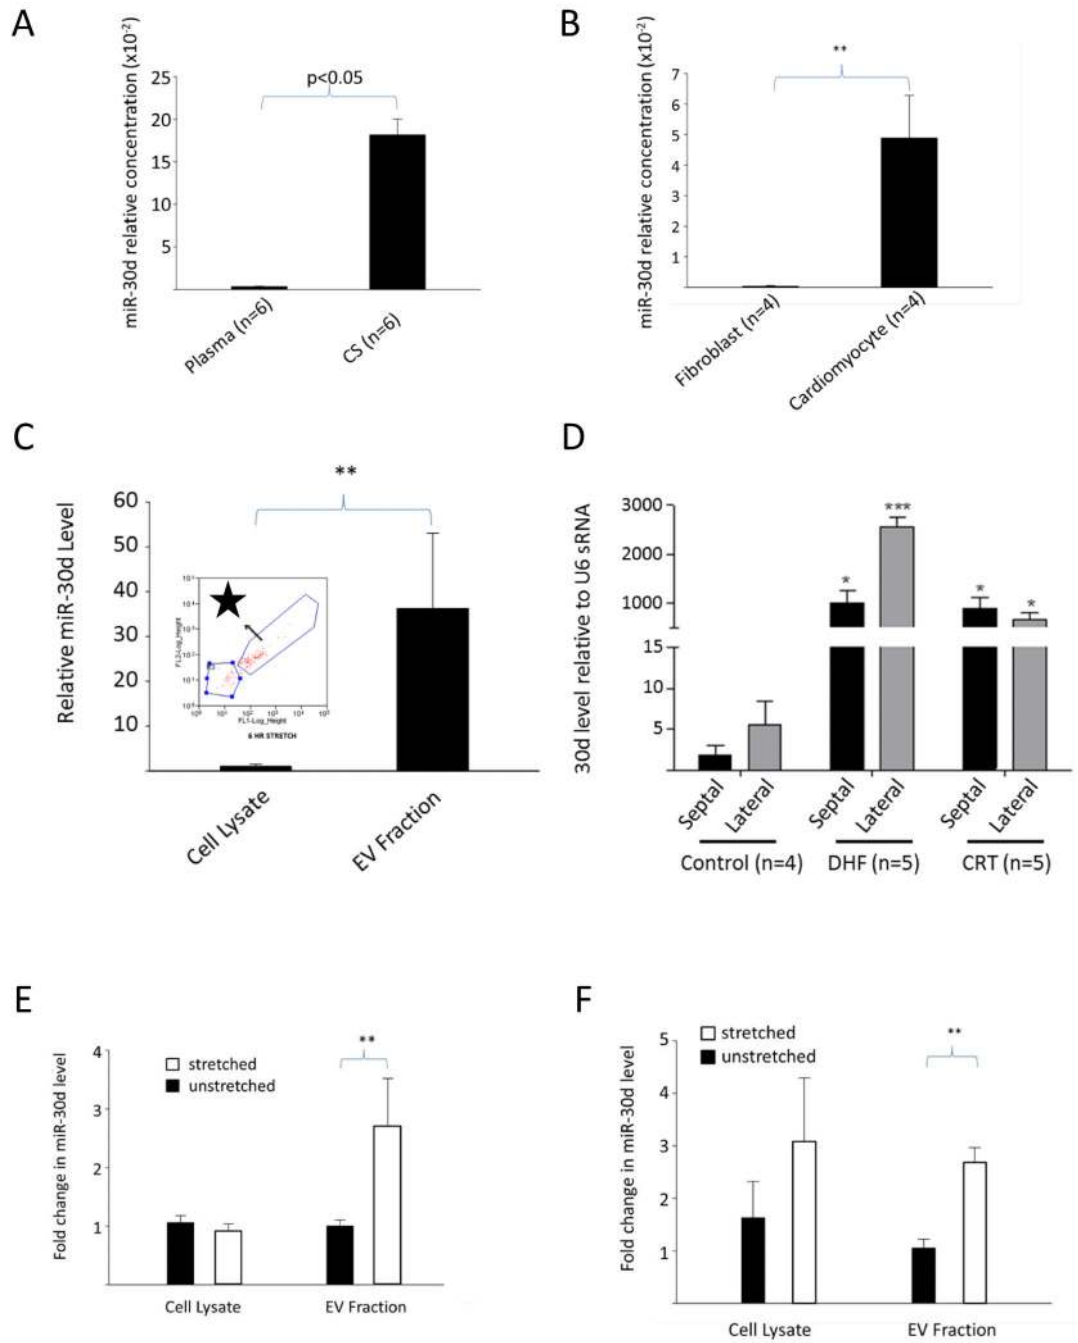 A
miR-30d relative concentration (x10-2)
p<0.05
25
20
15
10
5
Plasma (n=6)
CS (n=6)
B
miR-30d relative concentration (x10-2)
**
7
6
5
4
3
2
1
Fibroblast (n=4)
Cardiomyocyte (n=4)
C
Relative miR-30d Level
**
60
50
40
30
20
10
FL2-Log_Height
FL1-Log_Height
6 HR STRETCH
Cell Lysate
EV Fraction
D
30d level relative to U6 sRNA
3000
2000
1000
15
10
5
*
***
*
*
Septal
Lateral
Septal
Lateral
Septal
Lateral
Control (n=4)
DHF (n=5)
CRT (n=5)
E
Fold change in miR-30d level
**
4
3
2
1
stretched
unstretched
Cell Lysate
EV Fraction
F
Fold change in miR-30d level
stretched
unstretched
**
5
4
3
2
1
Cell Lysate
EV Fraction